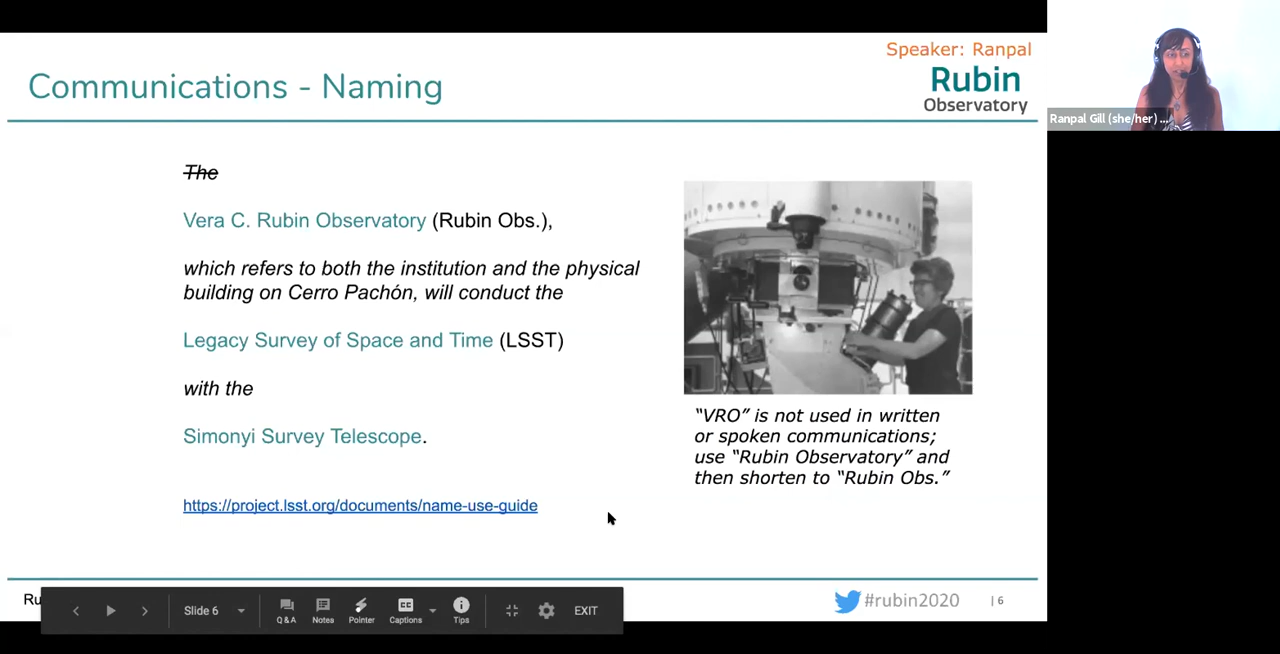 Speaker: Ranpal
Communications - Naming
Rubin
Observatory
Ranpal Gill (she/her) ...
The
Vera C. Rubin Observatory (Rubin Obs.),
which refers to both the institution and the physical
building on Cerro Pachón, will conduct the
Legacy Survey of Space and Time (LSST)
with the
Simonyi Survey Telescope.
https://project.lsst.org/documents/name-use-guide
“VRO” is not used in written
or spoken communications;
use “Rubin Observatory” and
then shorten to “Rubin Obs.”
Ru
Slide 6
Q & A
Notes
Pointer
CC
Captions
Tips
EXIT
#rubin2020
| 6